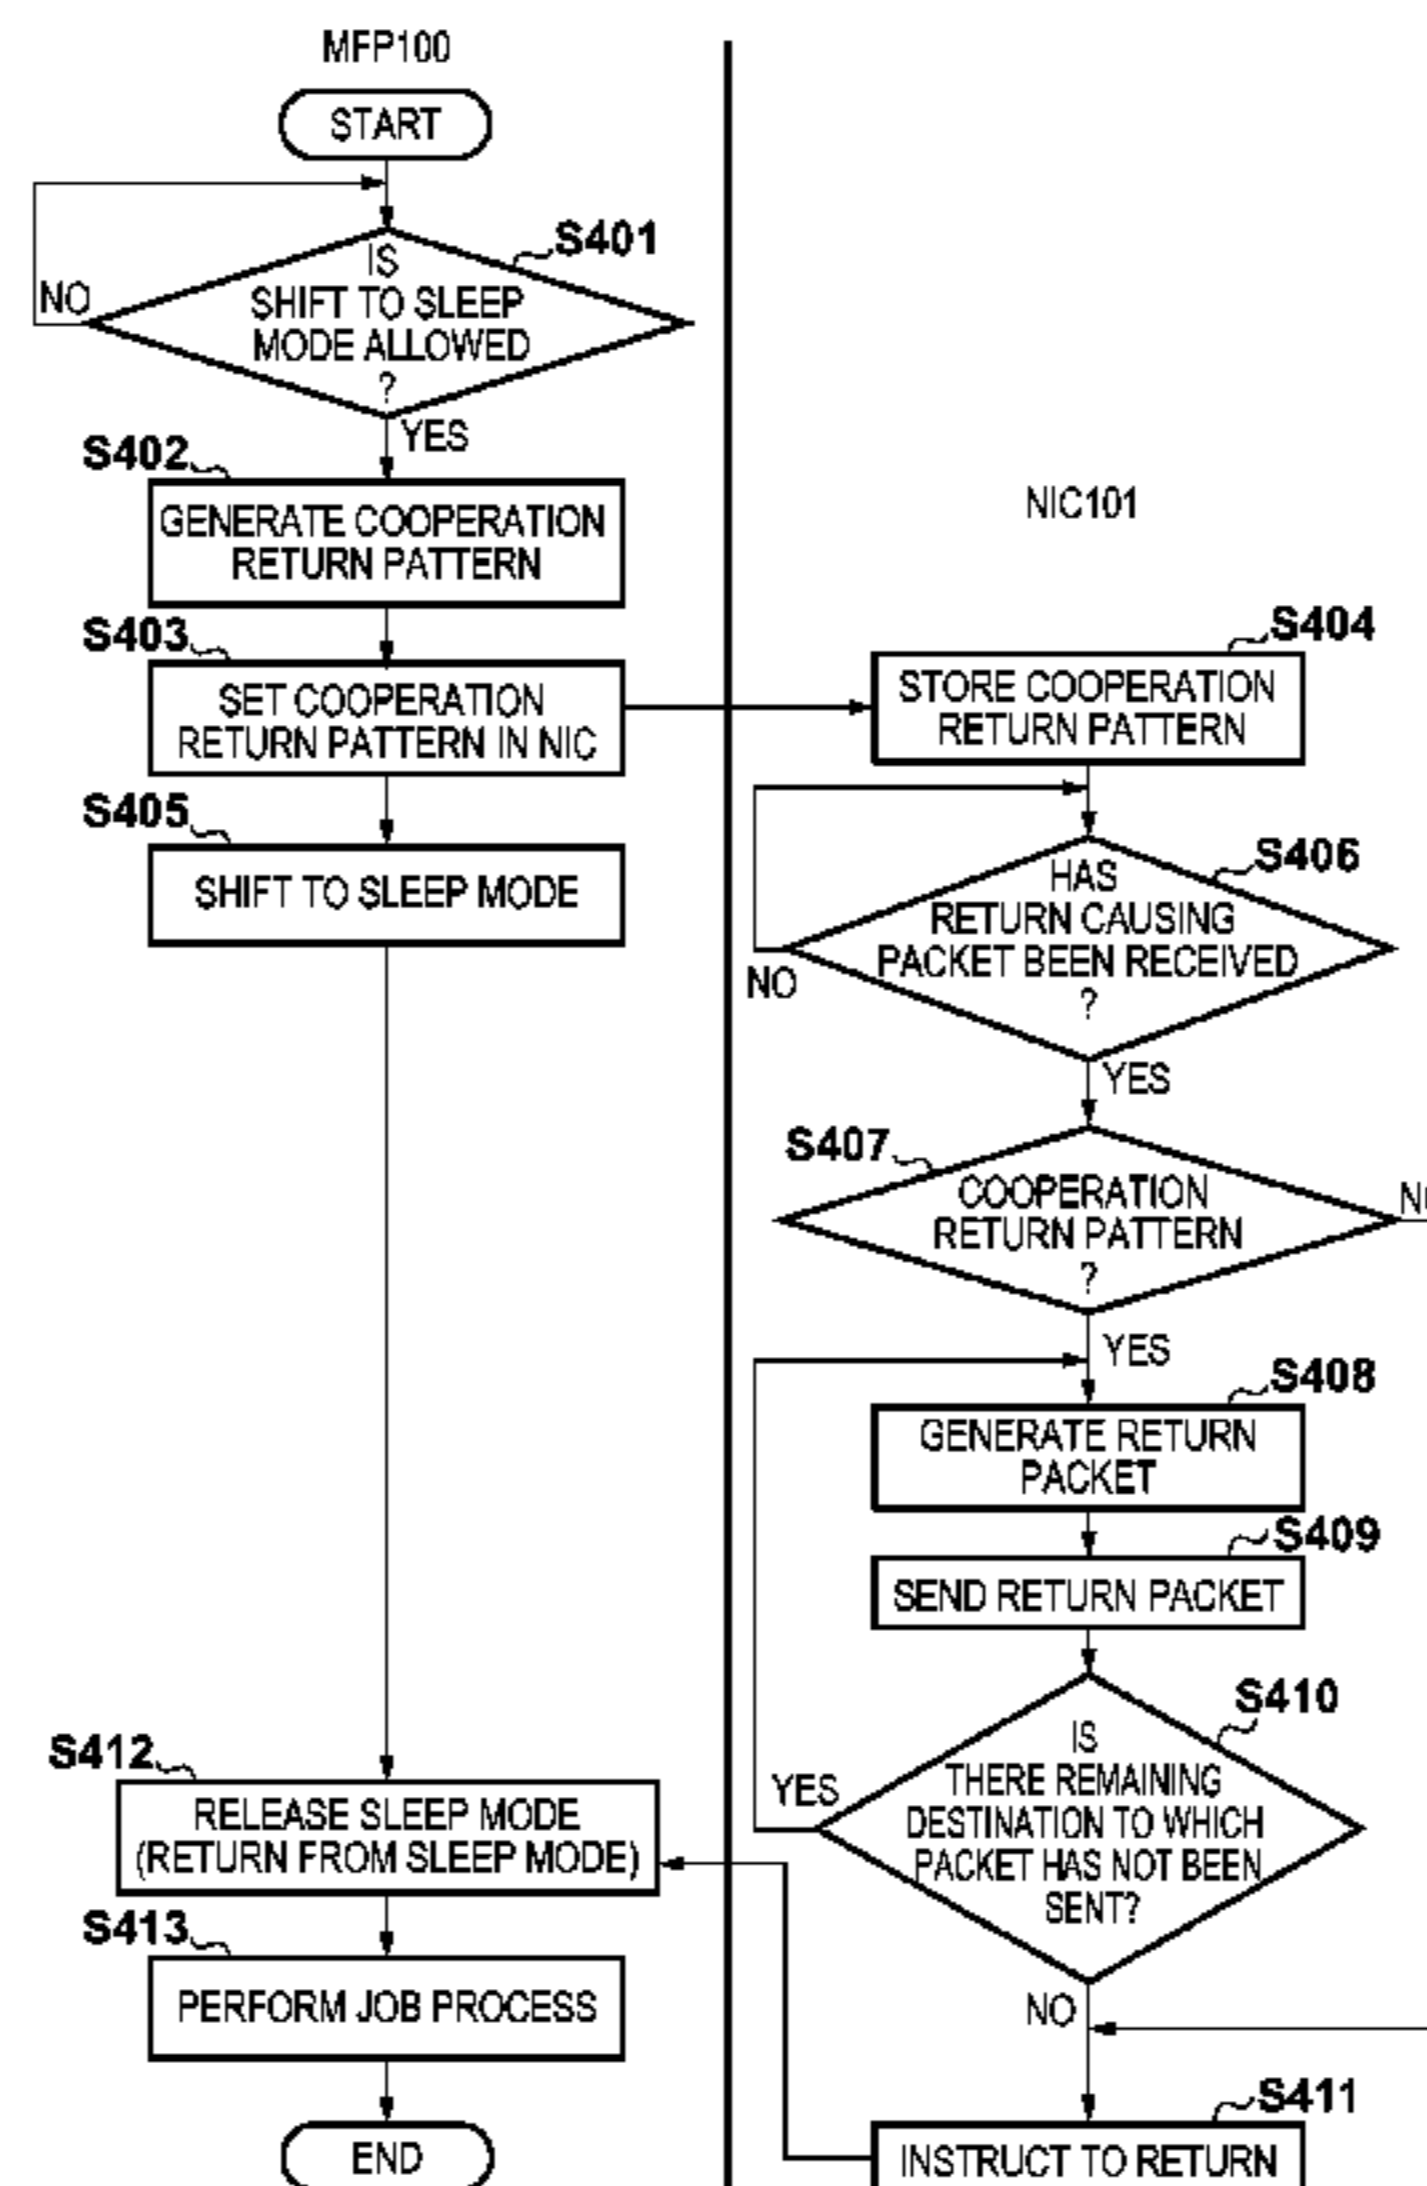 MFP100
START
S401
IS
SHIFT TO SLEEP
MODE ALLOWED
?
NO
YES
S402
GENERATE COOPERATION
RETURN PATTERN
S403
SET COOPERATION
RETURN PATTERN IN NIC
S405
SHIFT TO SLEEP MODE
S412
RELEASE SLEEP MODE
(RETURN FROM SLEEP MODE)
S413
PERFORM JOB PROCESS
END
NIC101
S404
STORE COOPERATION
RETURN PATTERN
S406
HAS
RETURN CAUSING
PACKET BEEN RECEIVED
?
NO
YES
S407
COOPERATION
RETURN PATTERN
?
YES
S408
GENERATE RETURN
PACKET
S409
SEND RETURN PACKET
S410
IS
THERE REMAINING
DESTINATION TO WHICH
PACKET HAS NOT BEEN
SENT?
YES
NO
S411
INSTRUCT TO RETURN